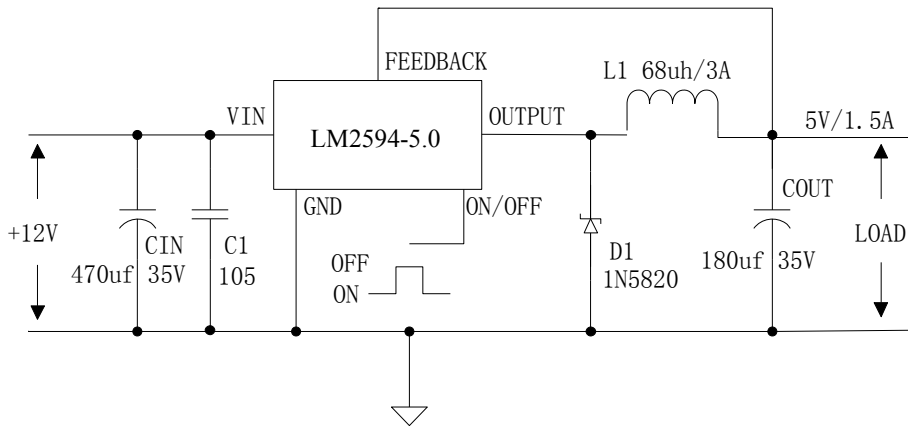 FEEDBACK
L1 68uh/3A
VIN
OUTPUT
5V/1.5A
LM2594-5.0
GND
ON/OFF
COUT
+12V
CIN
C1
OFF
D1
LOAD
470uf 35V
105
ON
1N5820
180uf 35V